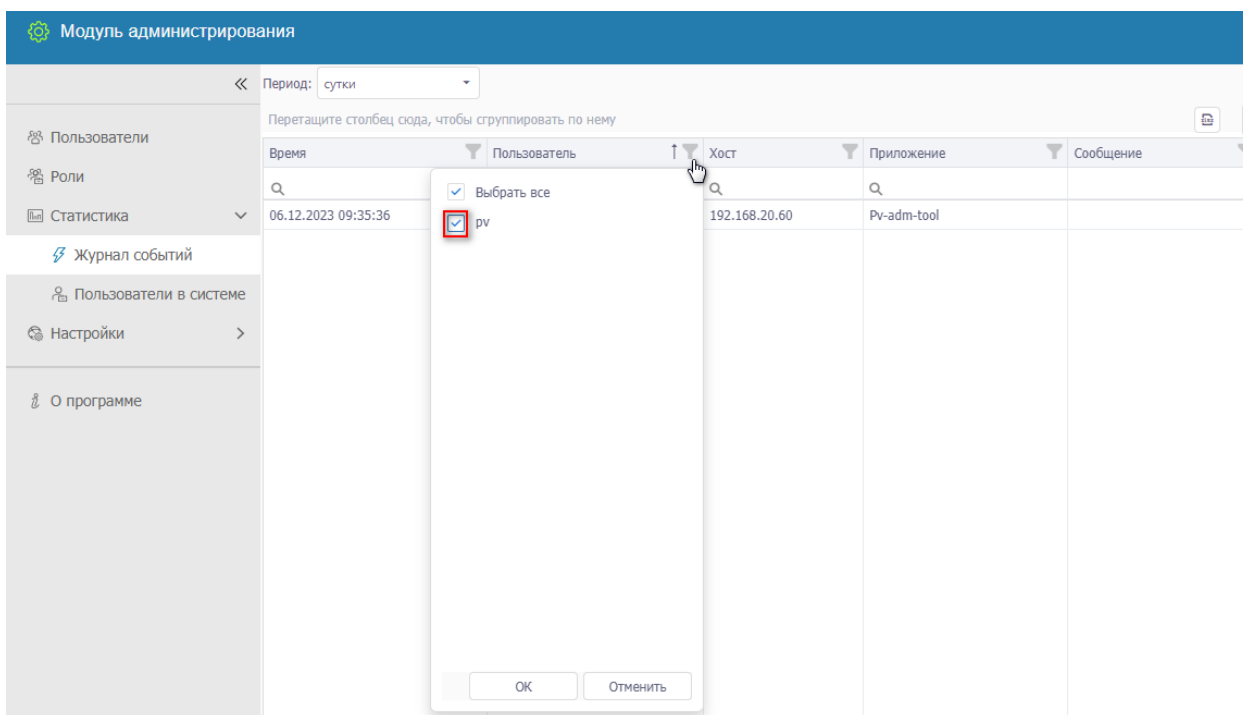 Модуль администрирования
Период: сутки
Перетащите столбец сюда, чтобы сгруппировать по нему
Пользователи
Роли
Статистика
Журнал событий
Пользователи в системе
Настройки
О программе
Время Пользователь Хост Приложение Сообщение
Выбрать все
pv
06.12.2023 09:35:36 192.168.20.60 Pv-adm-tool
ОК Отменить